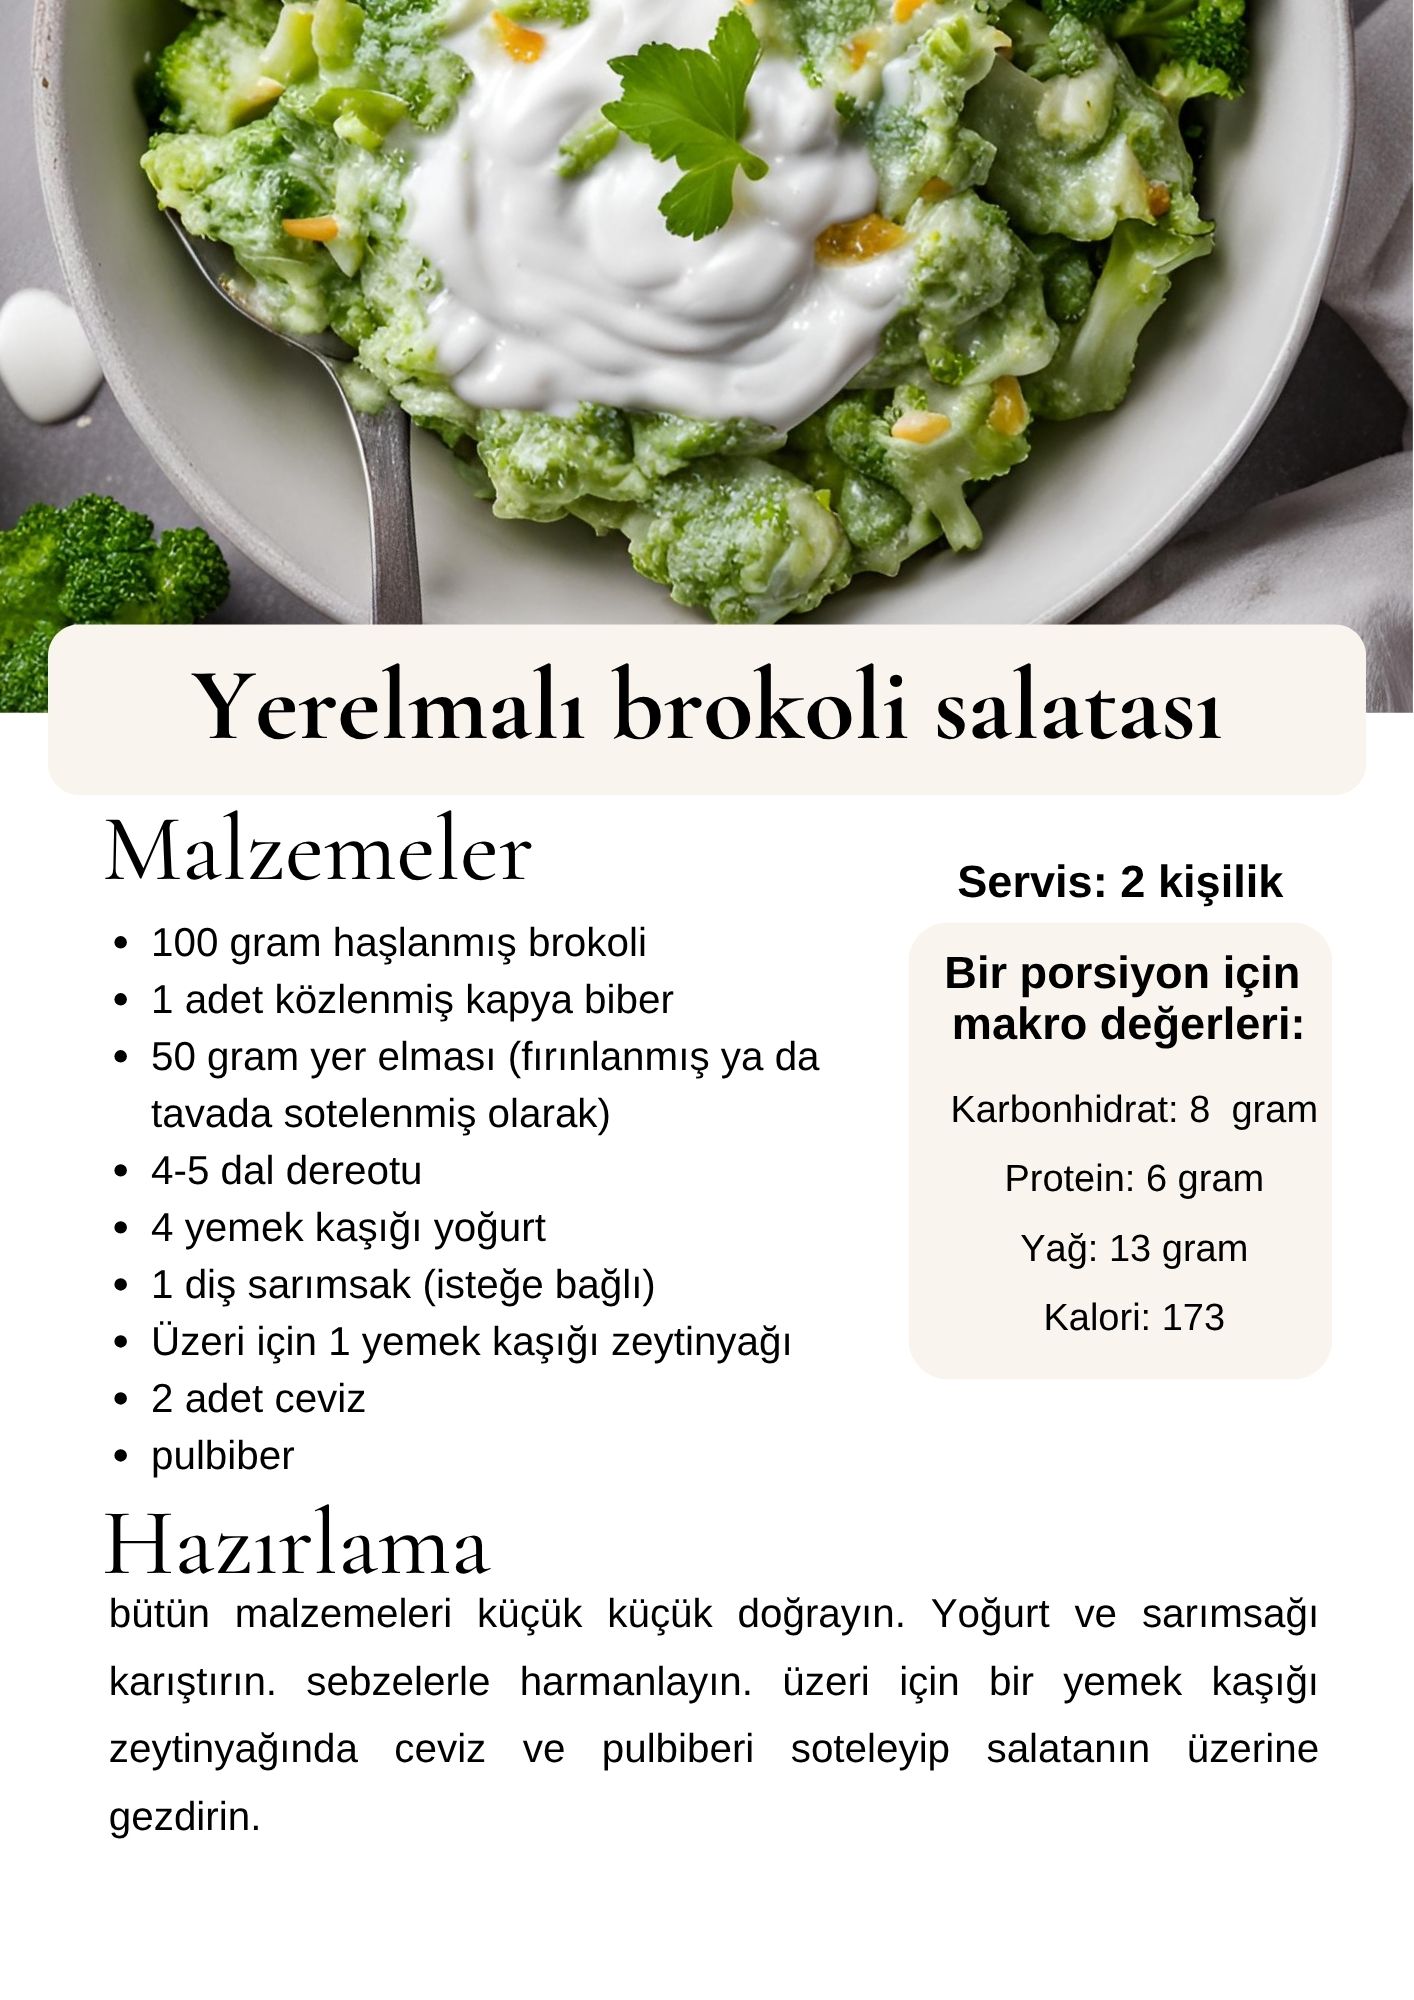 Yerelmalı brokoli salatası
Malzemeler
• 100 gram haşlanmış brokoli
• 1 adet közlenmiş kapya biber
• 50 gram yer elması (fırınlanmış ya da
tavada sotelenmiş olarak)
• 4-5 dal dereotu
• 4 yemek kaşığı yoğurt
• 1 diş sarımsak (isteğe bağlı)
• Üzeri için 1 yemek kaşığı zeytinyağı
• 2 adet ceviz
• pulbiber
Servis: 2 kişilik
Bir porsiyon için
makro değerleri:
Karbonhidrat: 8  gram
Protein: 6 gram
Yağ: 13 gram
Kalori: 173
Hazırlama
bütün malzemeleri küçük küçük doğrayın. Yoğurt ve sarımsağı
karıştırın. sebzelerle harmanlayın. üzeri için bir yemek kaşığı
zeytinyağında ceviz ve pulbiberi soteleyip salatanın üzerine
gezdirin.